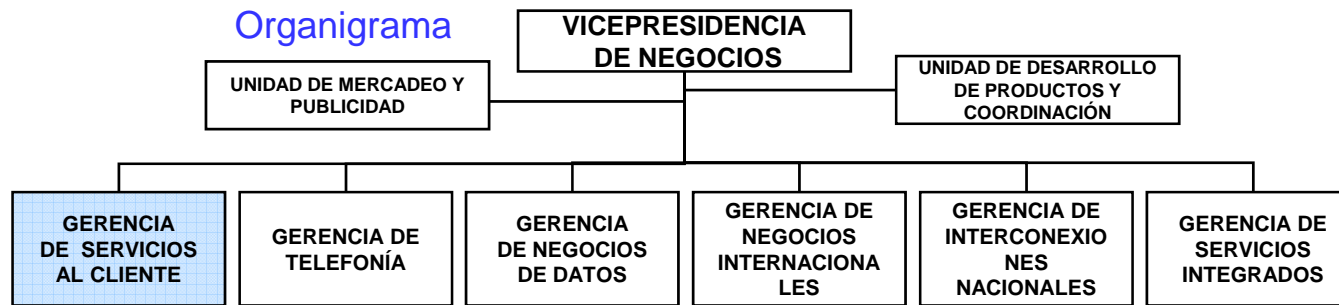 Organigrama
VICEPRESIDENCIA
DE NEGOCIOS
UNIDAD DE MERCADEO Y
PUBLICIDAD
UNIDAD DE DESARROLLO
DE PRODUCTOS Y
COORDINACIÓN
GERENCIA
DE SERVICIOS
AL CLIENTE
GERENCIA DE
TELEFONÍA
GERENCIA
DE NEGOCIOS
DE DATOS
GERENCIA DE
NEGOCIOS
INTERNACIONA
LES
GERENCIA DE
INTERCONEXIO
NES
NACIONALES
GERENCIA DE
SERVICIOS
INTEGRADOS